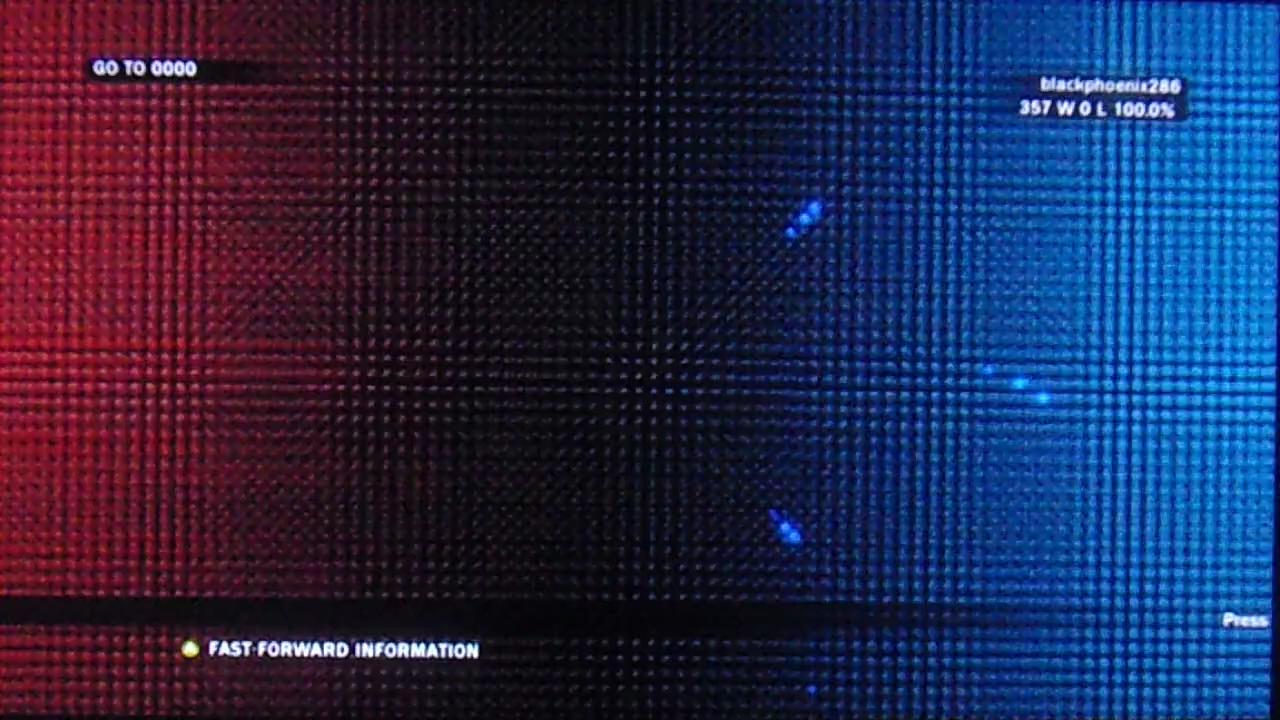 GO TO 0000
blackphoenix286
357 W 0 L 100.0%
Press
FAST-FORWARD INFORMATION